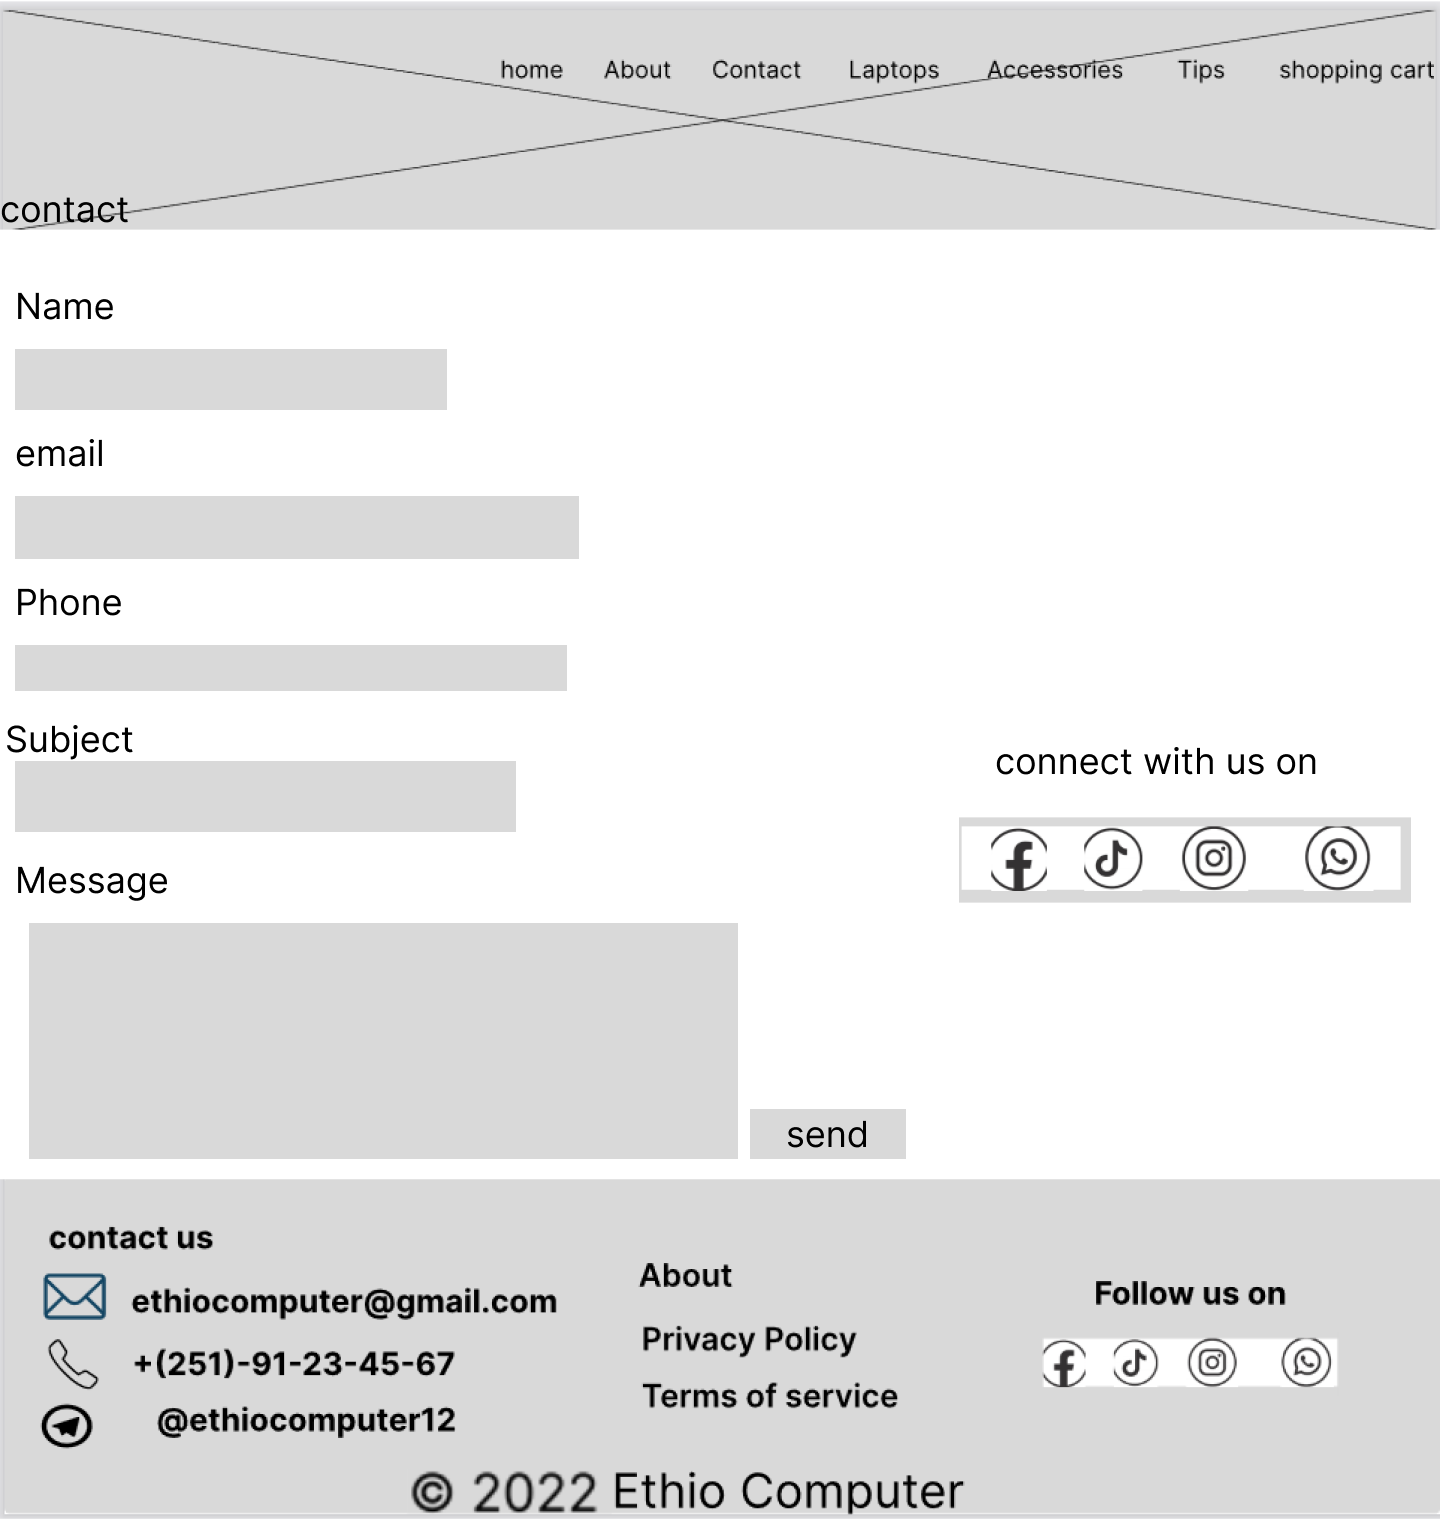 home About Contact Laptops Accessories Tips shopping cart
contact
Name
email
Phone
Subject
connect with us on
Message
send
contact us
ethiocomputer@gmail.com
+(251)-91-23-45-67
@ethiocomputer12
About
Privacy Policy
Terms of service
Follow us on
© 2022 Ethio Computer